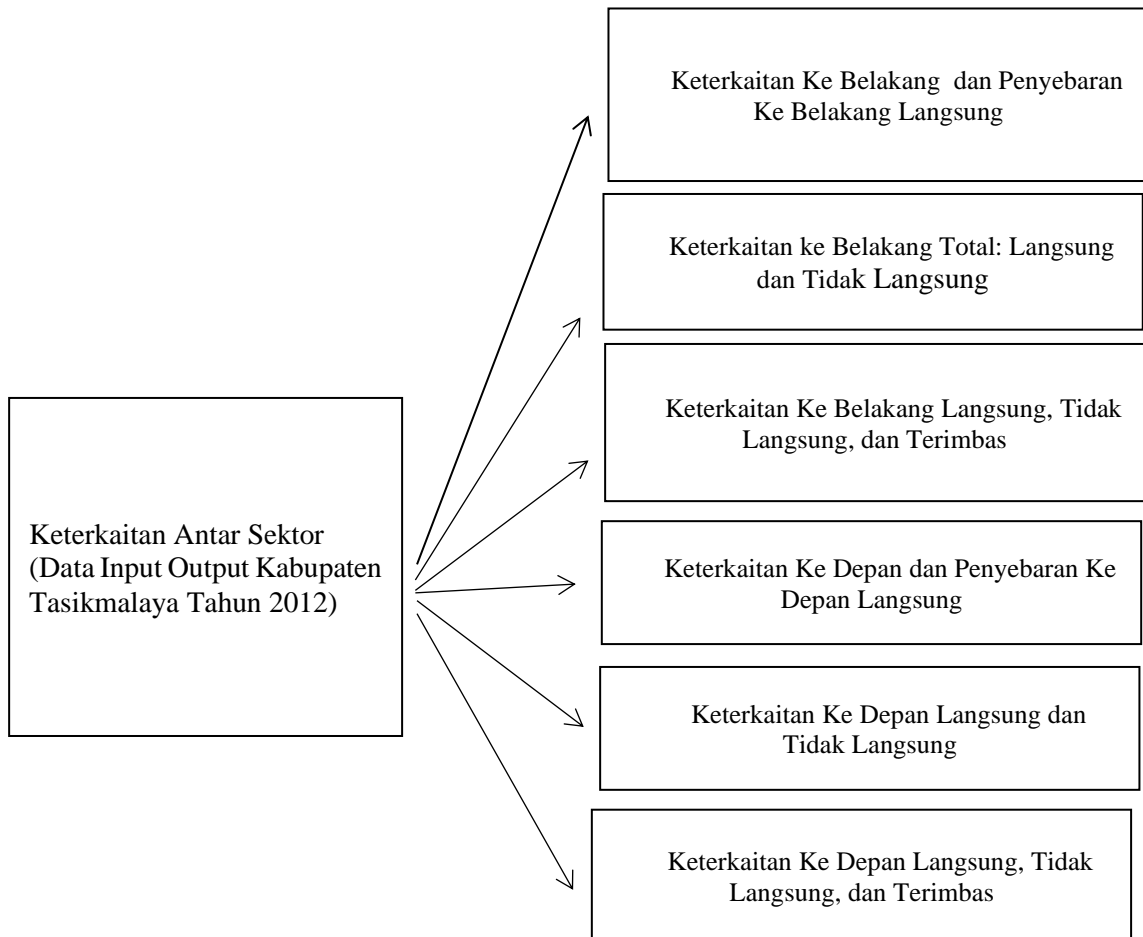 Keterkaitan Ke Belakang dan Penyebaran
Ke Belakang Langsung
Keterkaitan ke Belakang Total: Langsung
dan Tidak Langsung
Keterkaitan Ke Belakang Langsung, Tidak
Langsung, dan Terimbas
Keterkaitan Antar Sektor
(Data Input Output Kabupaten
Tasikmalaya Tahun 2012)
Keterkaitan Ke Depan dan Penyebaran Ke
Depan Langsung
Keterkaitan Ke Depan Langsung dan
Tidak Langsung
Keterkaitan Ke Depan Langsung, Tidak
Langsung, dan Terimbas